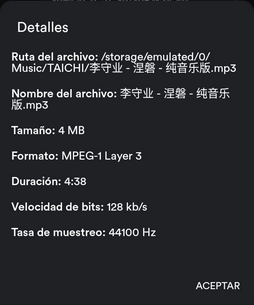 Detalles
Ruta del archivo: /storage/emulated/0/
Music/TAICHI/李守业 - 涅磐 - 纯音乐版.mp3
Nombre del archivo: 李守业 - 涅磐 - 纯音乐
版.mp3
Tamaño: 4 MB
Formato: MPEG-1 Layer 3
Duración: 4:38
Velocidad de bits: 128 kb/s
Tasa de muestreo: 44100 Hz
ACEPTAR